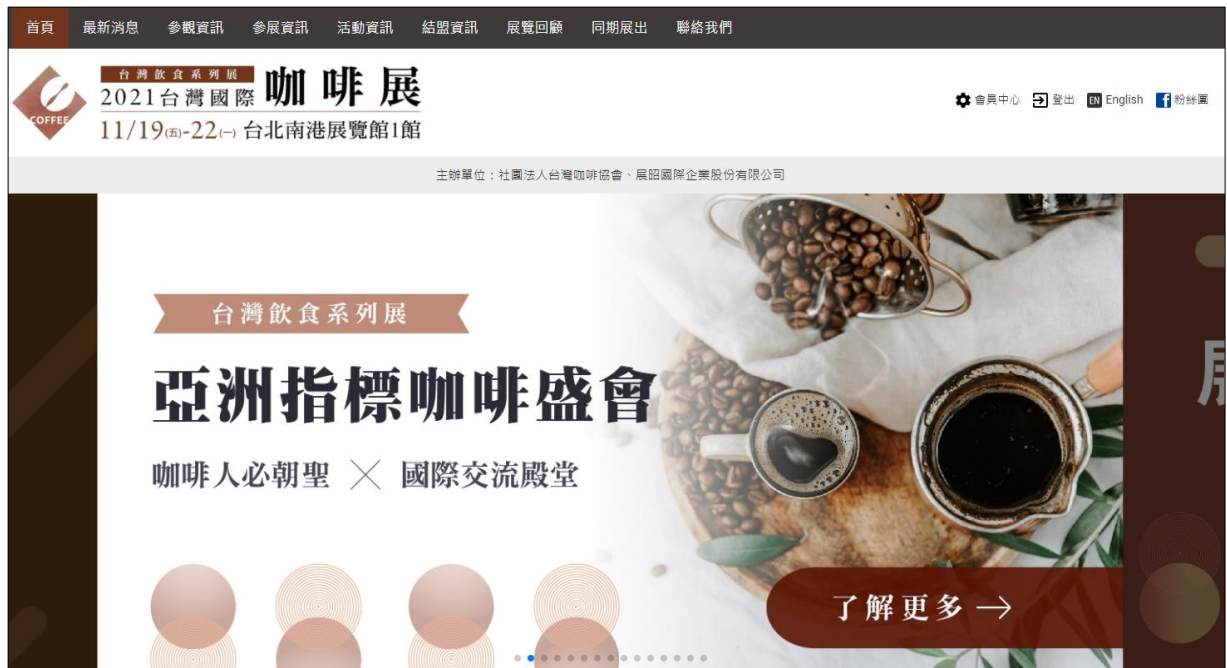 首頁 最新消息 參觀資訊 參展資訊 活動資訊 結盟資訊 展覽回顧 同期展出 聯絡我們
COFFEE
台灣飲食系列展
2021台灣國際咖啡展
11/19(五)-22(一) 台北南港展覽館1館
會員中心 登出 EN English f 粉絲團
主辦單位：社團法人台灣咖啡協會、展昭國際企業股份有限公司
台灣飲食系列展
亞洲指標咖啡盛會
咖啡人必朝聖 × 國際交流殿堂
了解更多 →